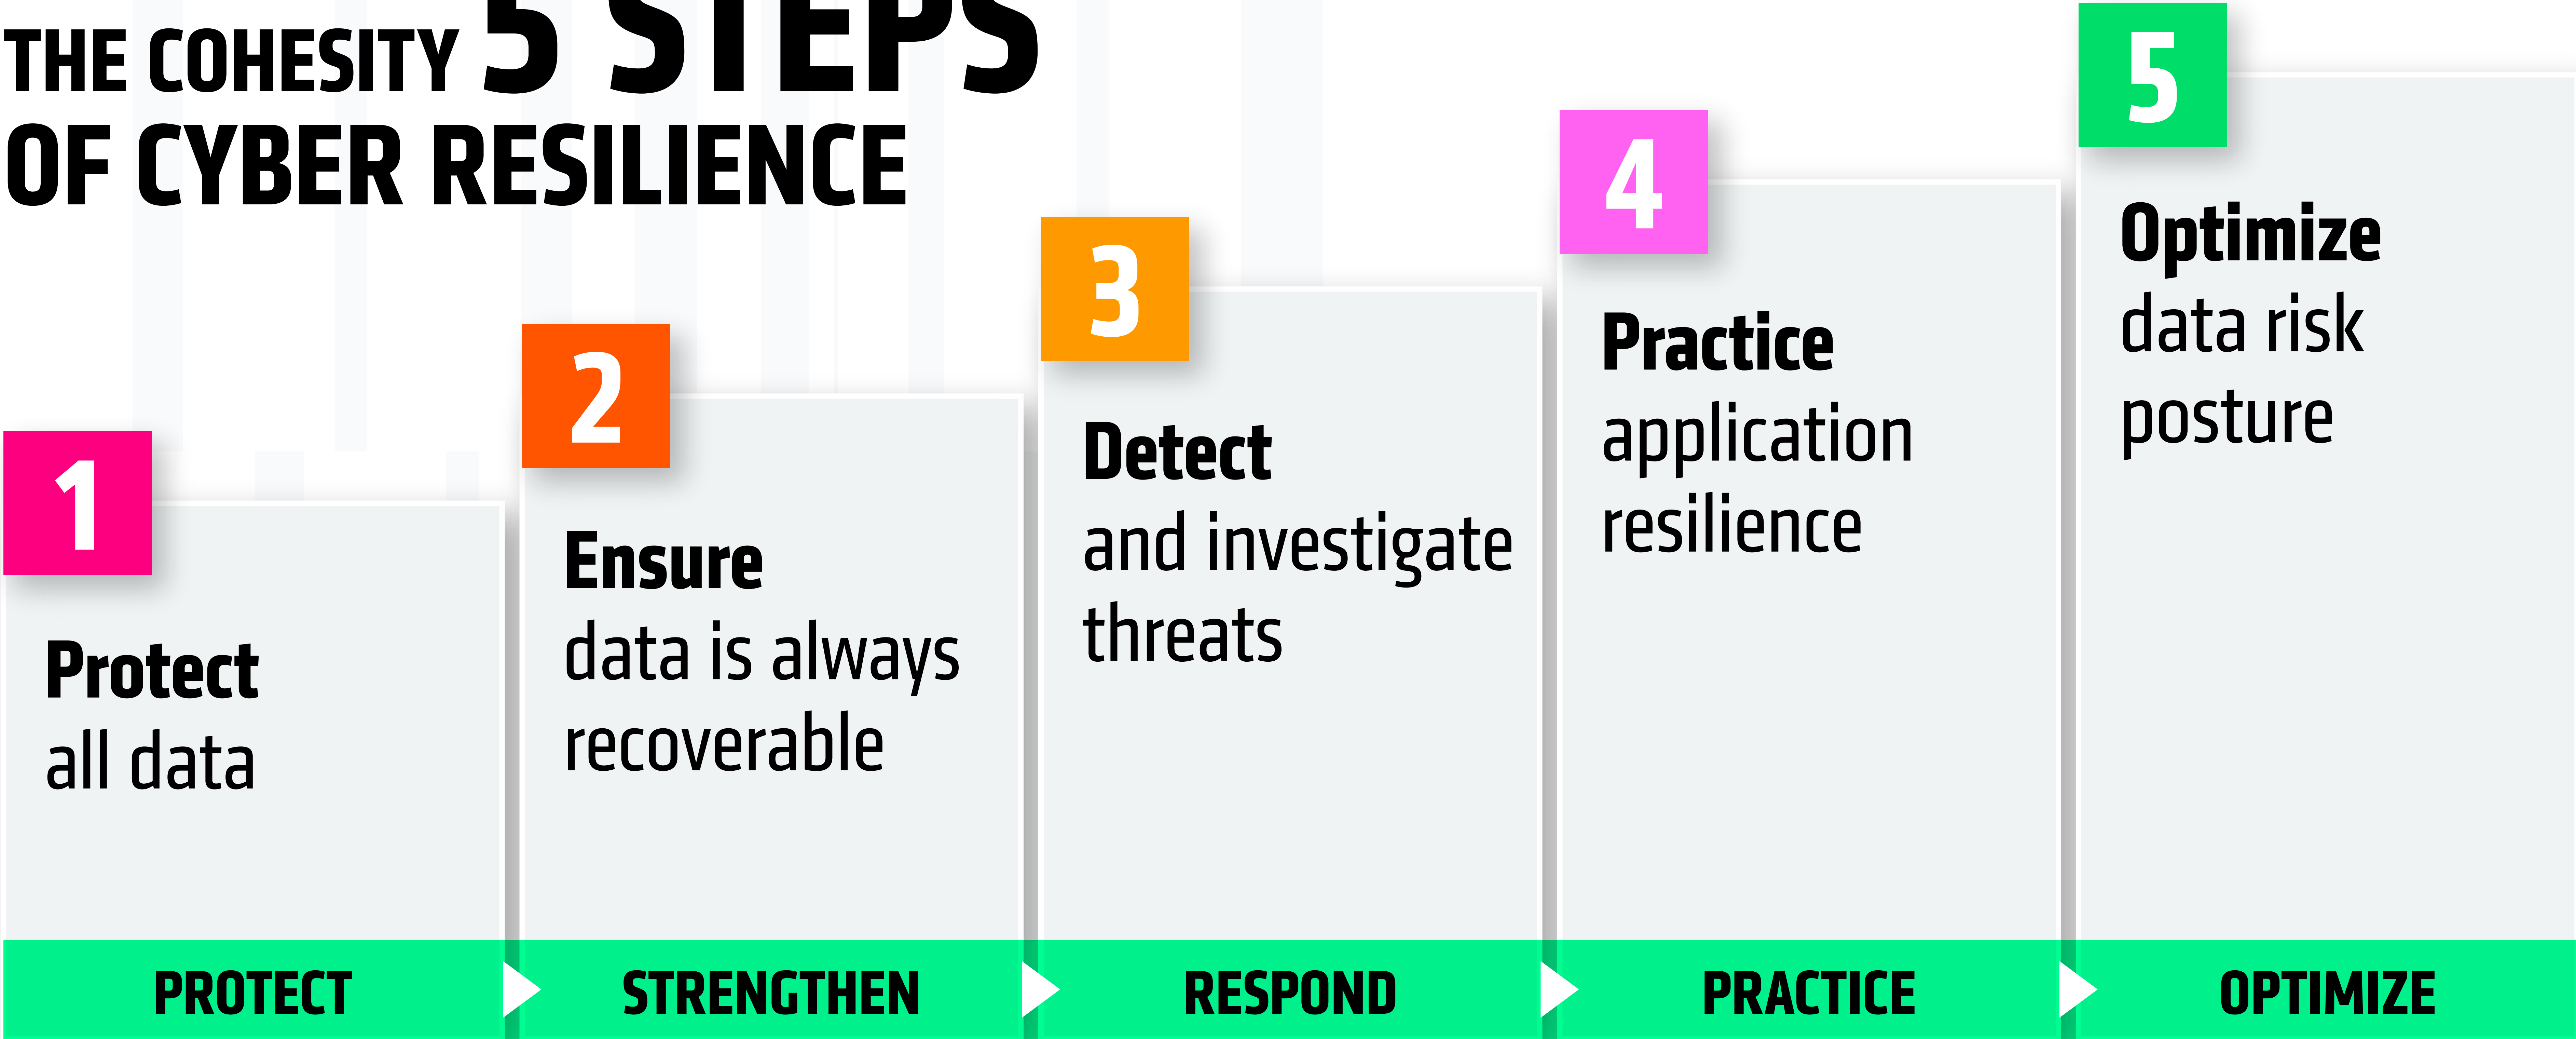 THE COHESITY 5 STEPS
OF CYBER RESILIENCE
1
Protect
all data
2
Ensure
data is always
recoverable
3
Detect
and investigate
threats
4
Practice
application
resilience
5
Optimize
data risk
posture
PROTECT
STRENGTHEN
RESPOND
PRACTICE
OPTIMIZE